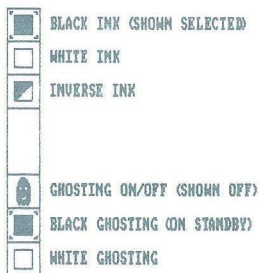 BLACK INK (SHOWN SELECTED)
WHITE INK
INVERSE INK
GHOSTING ON/OFF (SHOWN OFF)
BLACK GHOSTING (ON STANDBY)
WHITE GHOSTING